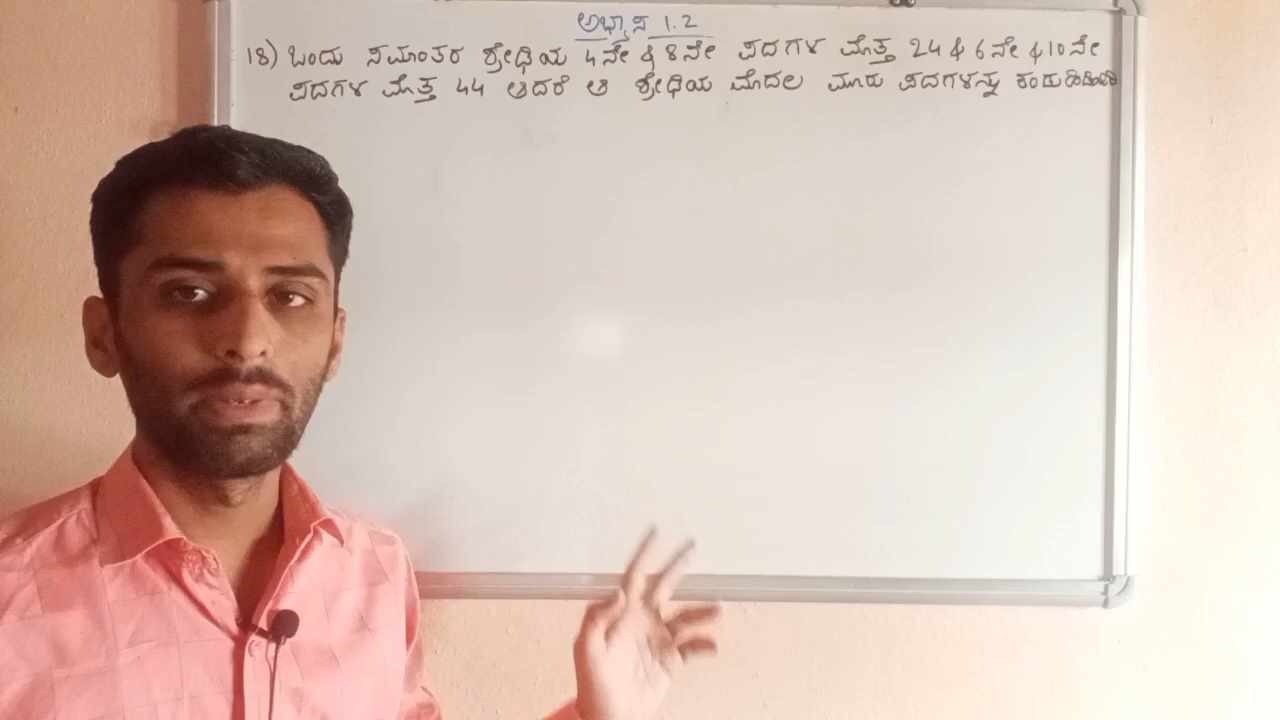 ಅಭ್ಯಾಸ 1.2
18) ಒಂದು ಸಮಾಂತರ ಶ್ರೇಢಿಯ 4ನೇ & 8ನೇ ಪದಗಳ ಮೊತ್ತ 24 & 6ನೇ & 10ನೇ
ಪದಗಳ ಮೊತ್ತ 44 ಆದರೆ ಆ ಶ್ರೇಢಿಯ ಮೊದಲ ಮೂರು ಪದಗಳನ್ನು ಕಂಡುಹಿಡಿಯಿರಿ